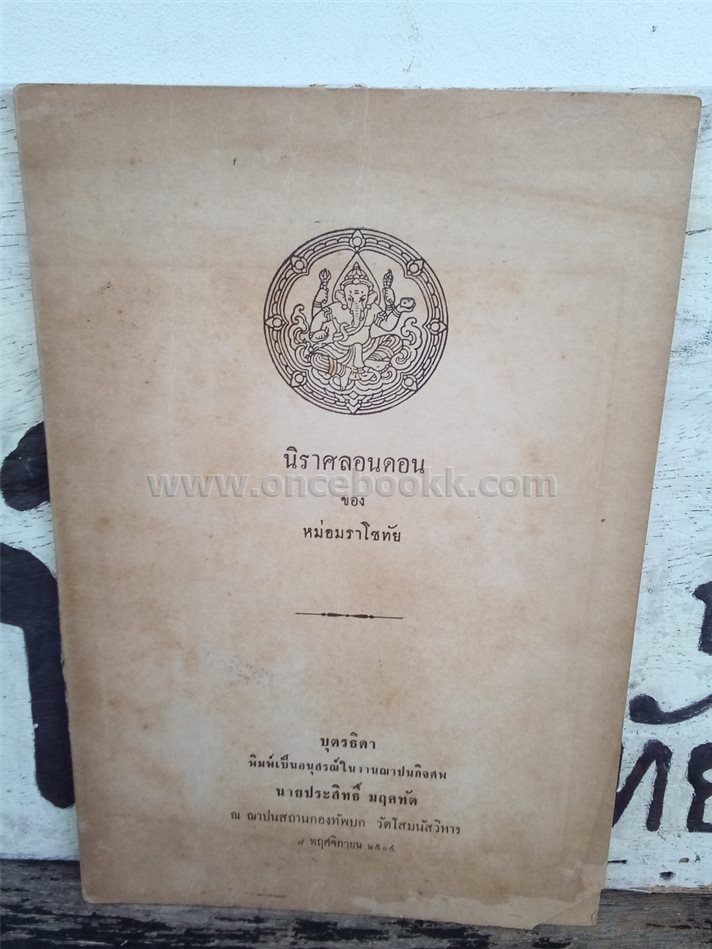 นิราศลอนดอน
www.oncebookk.com
ของ
หม่อมราโชทัย
บุตรธิดา
พิมพ์เป็นอนุสรณ์ในงานฌาปนกิจศพ
นายประสิทธิ์ มฤคทัต
ณ ฌาปนสถานกองทัพบก วัดโสมนัสวิหาร
๗ พฤศจิกายน ๒๕๐๙